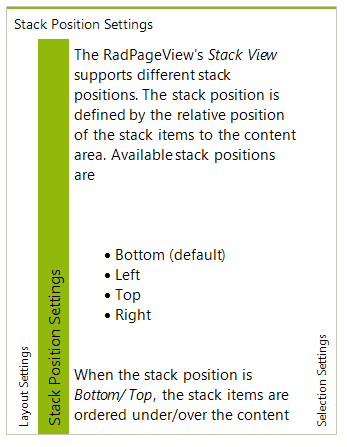 Stack Position Settings
Layout Settings
Stack Position Settings
The RadPageView's Stack View
supports different stack
positions. The stack position is
defined by the relative position
of the stack items to the content
area. Available stack positions
are
• Bottom (default)
• Left
• Top
• Right
When the stack position is
Bottom/Top, the stack items are
ordered under/over the content
Selection Settings